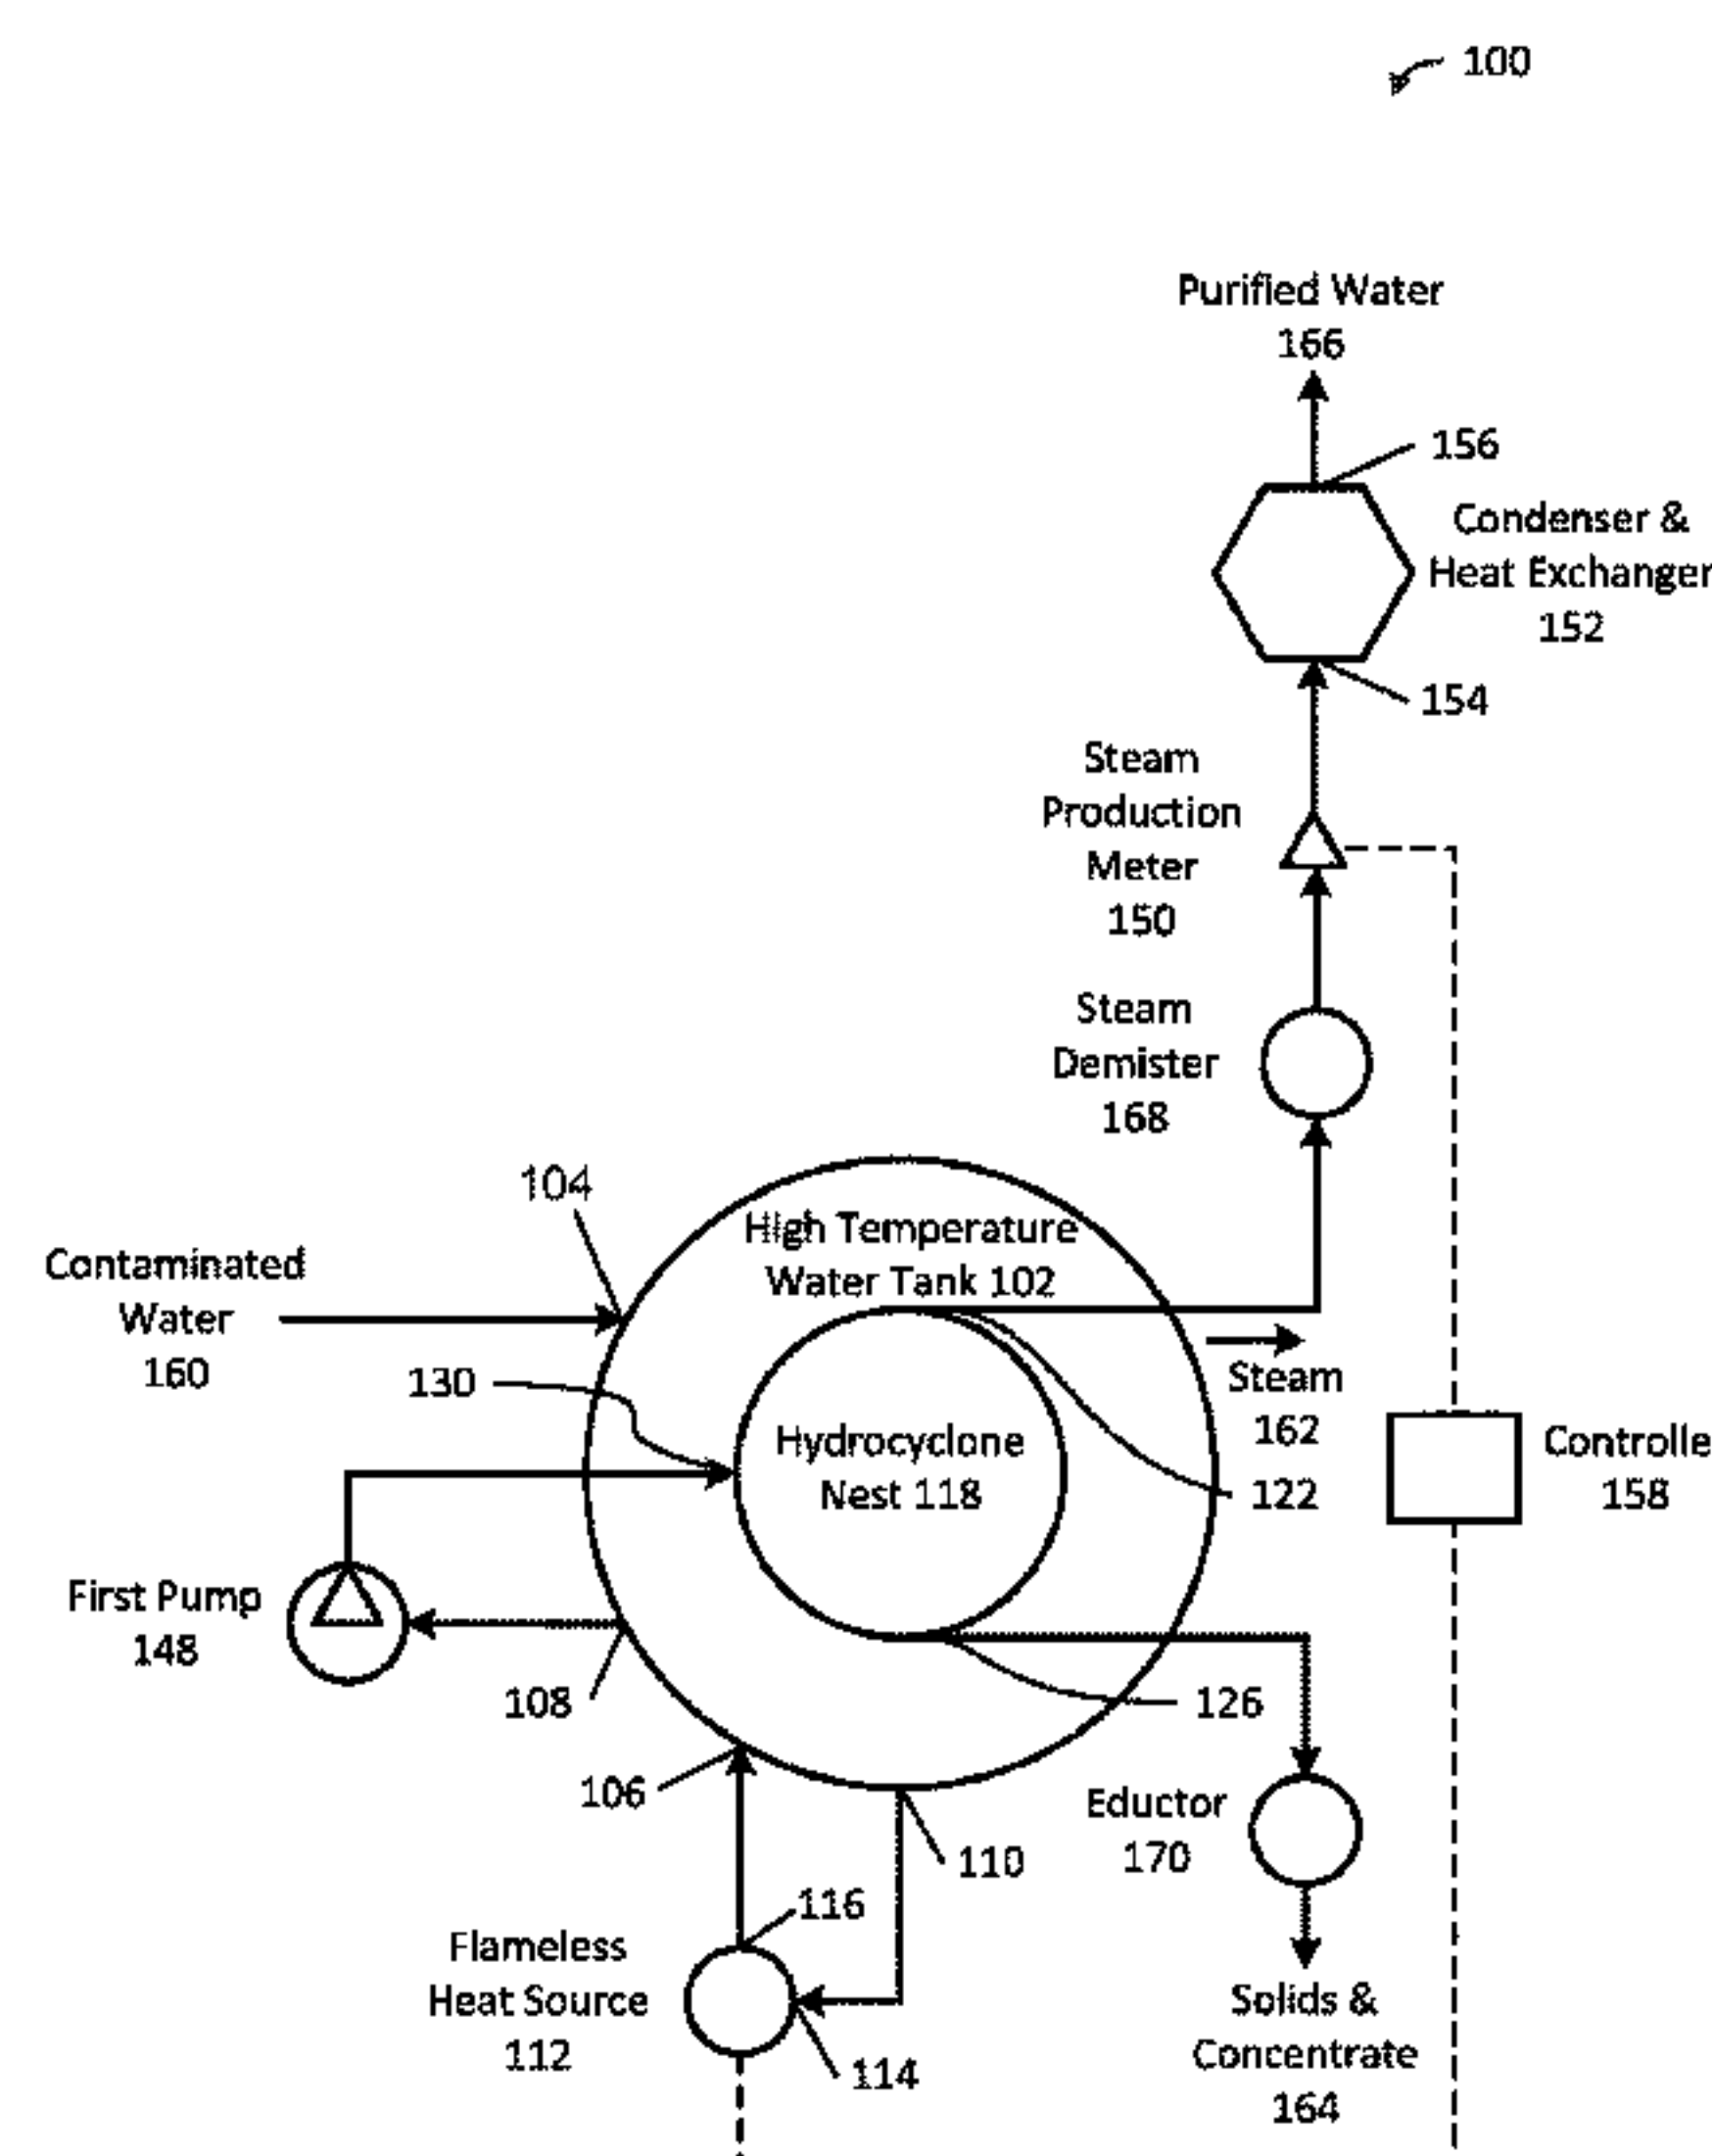 100
Purified Water
166
156
Condenser &
Heat Exchanger
152
154
Steam
Production
Meter
150
Steam
Demister
168
104
High Temperature
Water Tank 102
Contaminated
Water
160
130
Steam
162
Hydrocyclone
Nest 118
122
Controlle
158
First Pump
148
108
126
106
Eductor
170
110
116
Flameless
Heat Source
112
114
Solids &
Concentrate
164